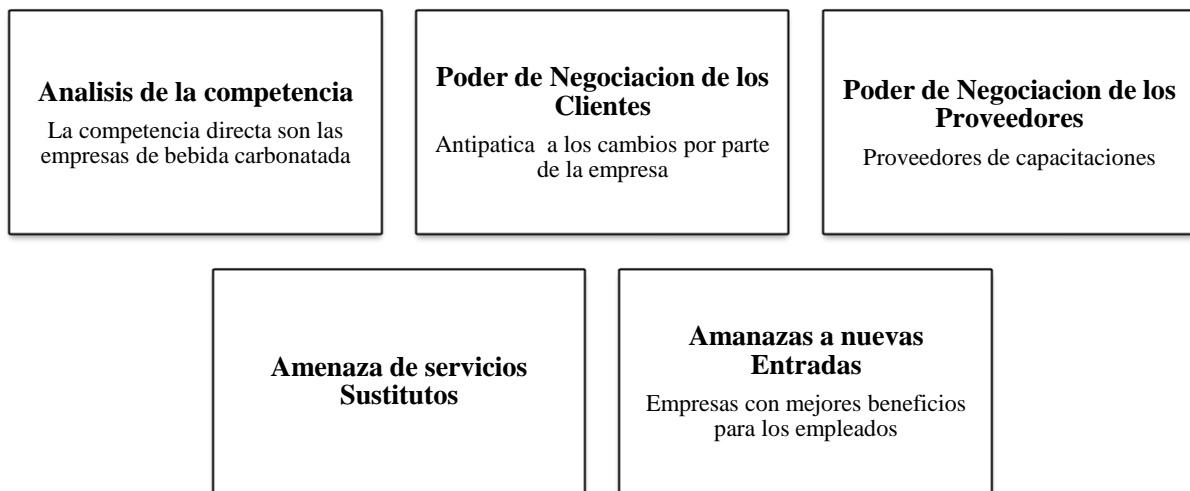 Analisis de la competencia
La competencia directa son las
empresas de bebida carbonatada
Poder de Negociacion de los
Clientes
Antipatica a los cambios por parte
de la empresa
Poder de Negociacion de los
Proveedores
Proveedores de capacitaciones
Amenaza de servicios
Sustitutos
Amanazas a nuevas
Entradas
Empresas con mejores beneficios
para los empleados